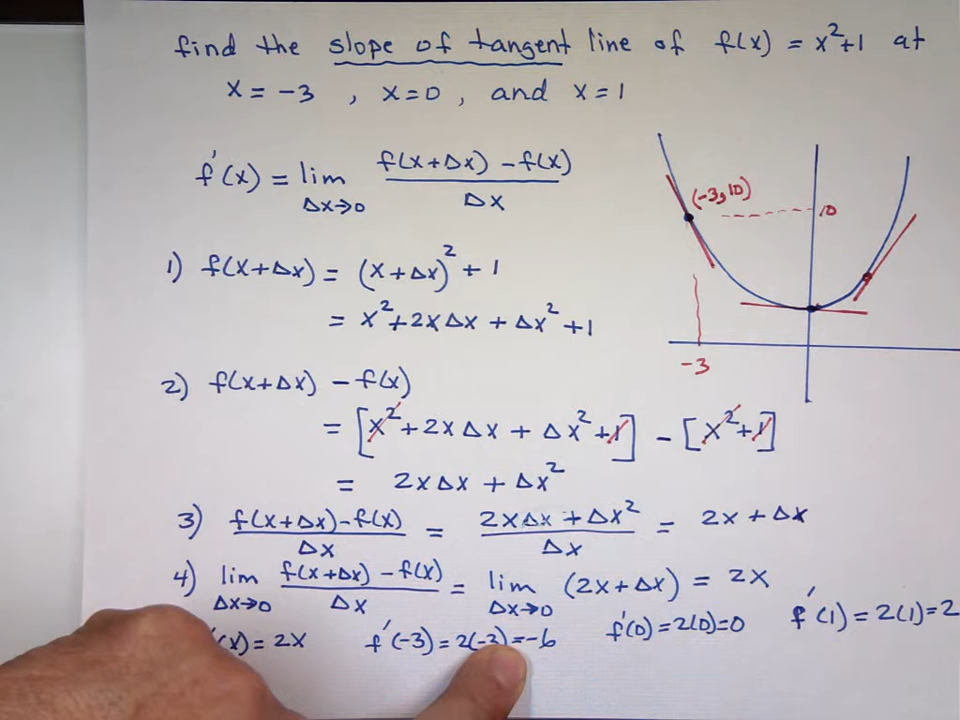 find the slope of tangent line of f(x) = x²+1 at
x = -3 , x=0 , and x=1
f'(x) = lim Δx→0 f(x+Δx) -f(x) / Δx
(-3,10)
10
-3
1) f(x+Δx) = (x+Δx)² + 1
= x²+2xΔx + Δx² +1
2) f(x+Δx) - f(x)
= [x²+2xΔx + Δx²+1] - [x²+1]
= 2xΔx + Δx²
3) f(x+Δx)-f(x) / Δx = 2xΔx +Δx² / Δx = 2x + Δx
4) lim Δx→0 f(x+Δx) -f(x) / Δx = lim Δx→0 (2x+Δx) = 2x
'(x) = 2x f'(-3) = 2(-3)=-6 f'(0)=2(0)=0 f'(1) = 2(1)=2